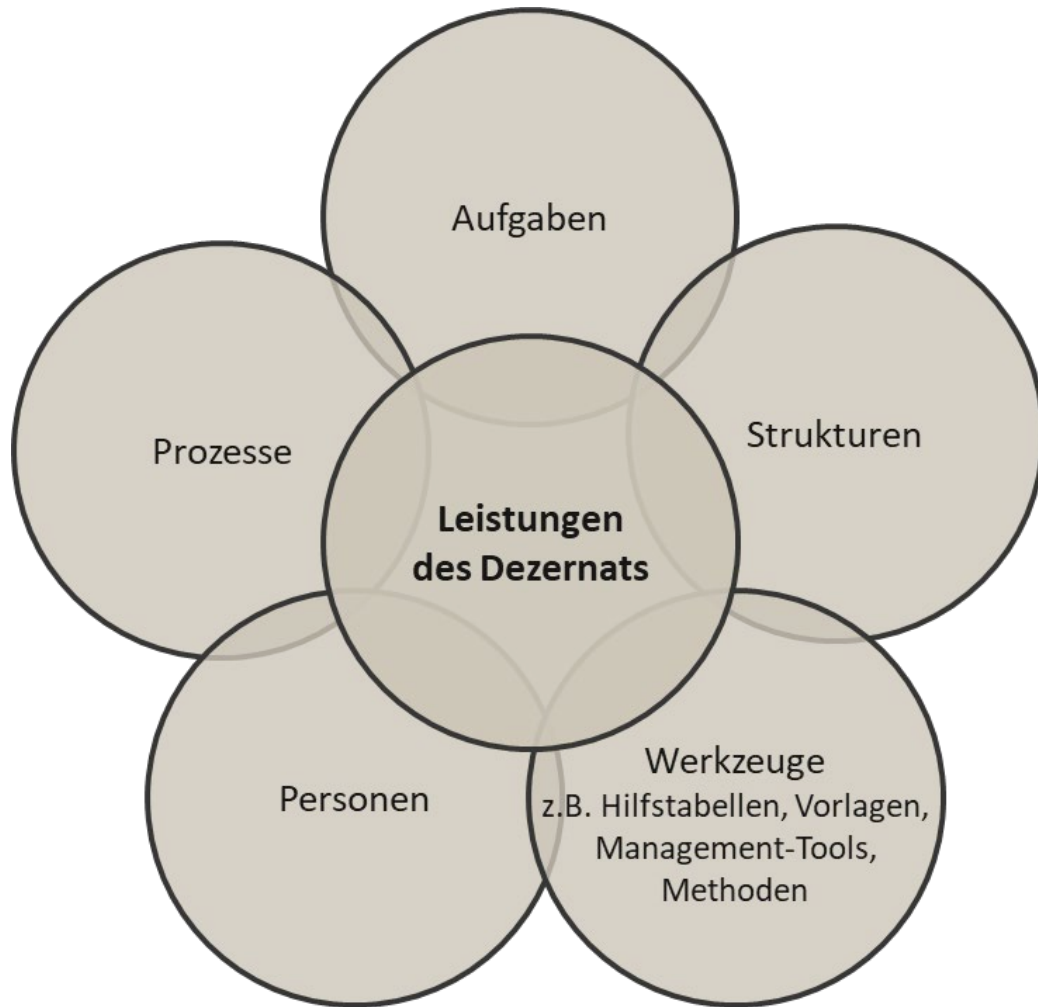 Aufgaben
Strukturen
Prozesse
Leistungen
des Dezernats
Werkzeuge
z.B. Hilfstabellen, Vorlagen,
Management-Tools,
Methoden
Personen